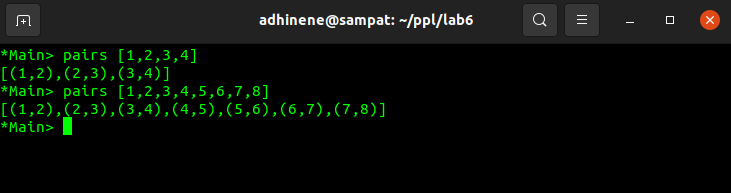 adhinene@sampat: ~/ppl/lab6
*Main> pairs [1,2,3,4]
[(1,2),(2,3),(3,4)]
*Main> pairs [1,2,3,4,5,6,7,8]
[(1,2),(2,3),(3,4),(4,5),(5,6),(6,7),(7,8)]
*Main>